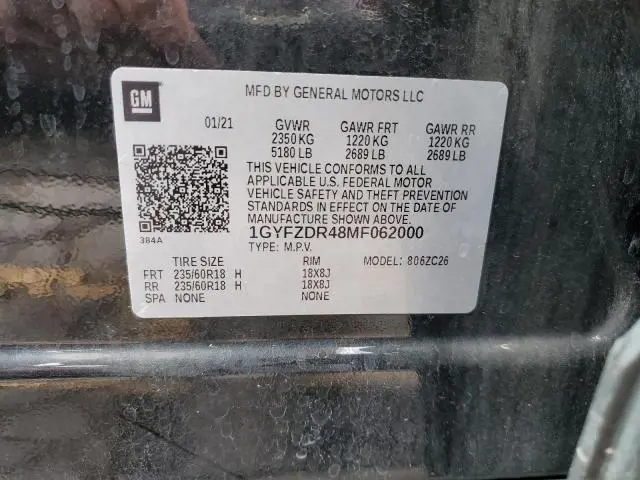 GM
MFD BY GENERAL MOTORS LLC
01/21 GVWR GAWR FRT GAWR RR
2350 KG 1220 KG 1220 KG
5180 LB 2689 LB 2689 LB
THIS VEHICLE CONFORMS TO ALL
APPLICABLE U.S. FEDERAL MOTOR
VEHICLE SAFETY AND THEFT PREVENTION
STANDARDS IN EFFECT ON THE DATE OF
MANUFACTURE SHOWN ABOVE.
384A
1GYFZDR48MF062000
TYPE: M.P.V.
TIRE SIZE RIM MODEL: 806ZC26
FRT 235/60R18 H 18X8J
RR 235/60R18 H 18X8J
SPA NONE NONE